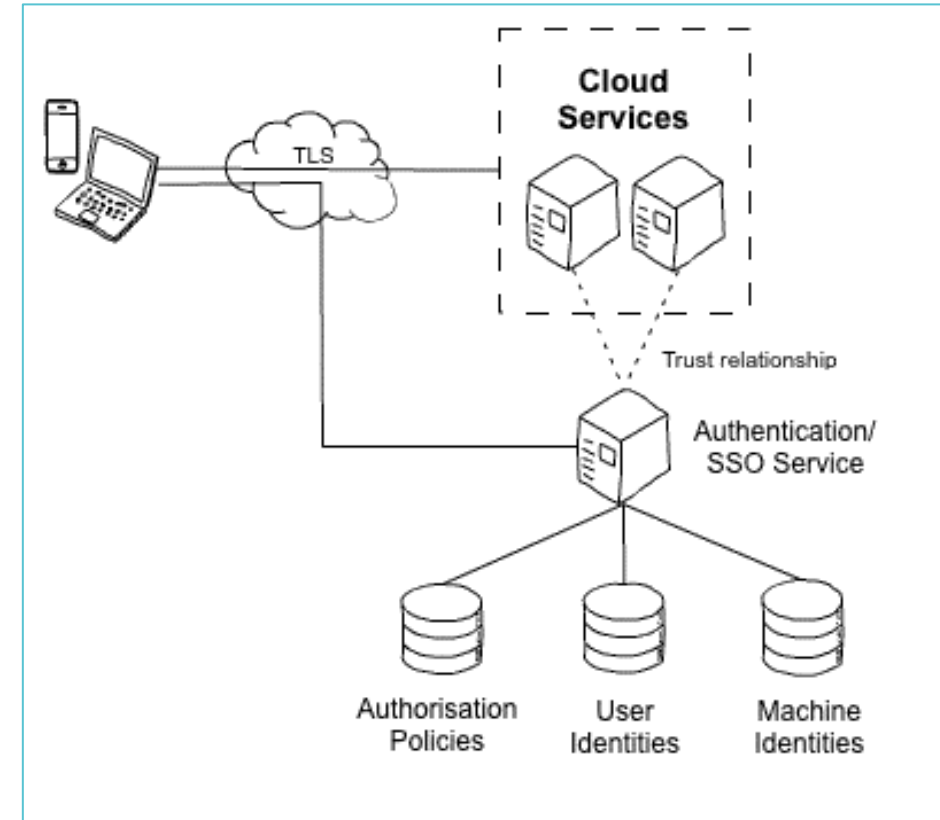 Cloud
Services
TLS
Trust relationship
Authentication/
SSO Service
Authorisation
Policies
User
Identities
Machine
Identities